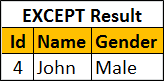 EXCEPT Result
Id Name Gender
4 John Male